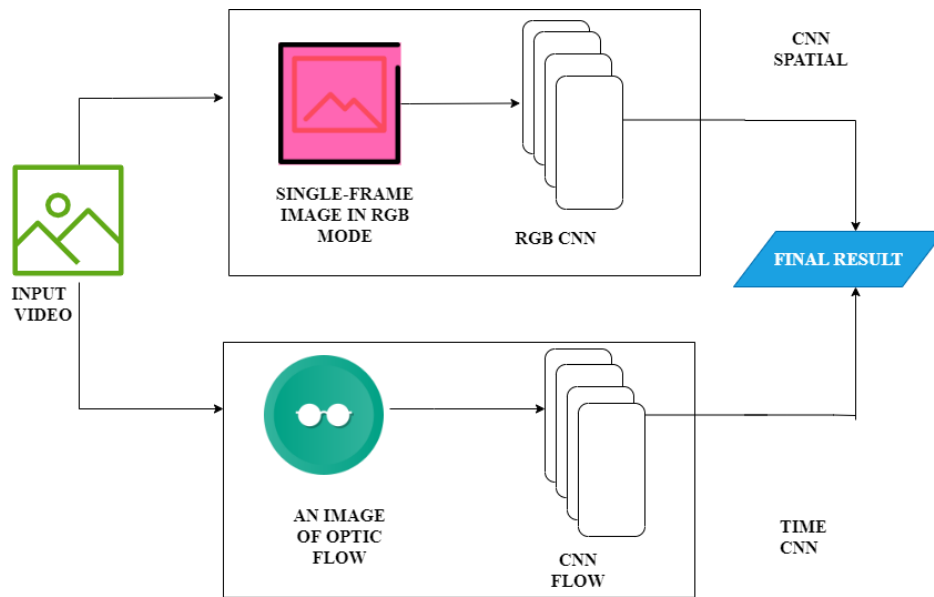 CNN
SPATIAL
SINGLE-FRAME
IMAGE IN RGB
MODE
RGB CNN
INPUT
VIDEO
FINAL RESULT
AN IMAGE
OF OPTIC
FLOW
CNN
FLOW
TIME
CNN